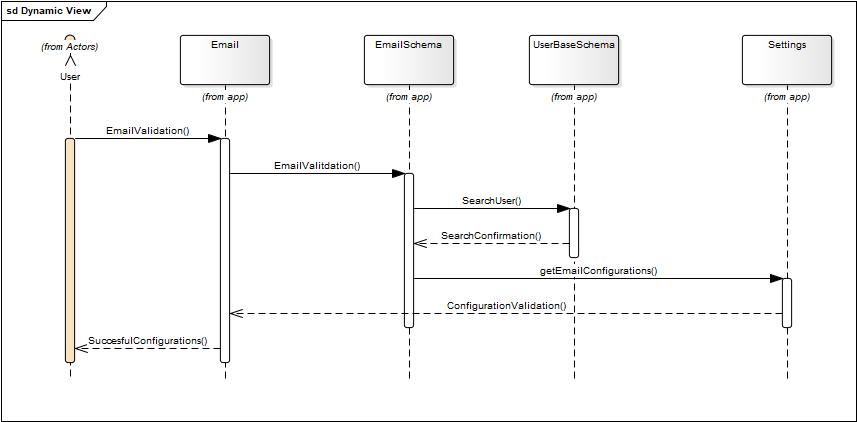 sd Dynamic View
(from Actors)
User
Email
(from app)
EmailSchema
(from app)
UserBaseSchema
(from app)
Settings
(from app)
EmailValidation()
EmailValitdation()
SearchUser()
SearchConfirmation()
getEmailConfigurations()
ConfigurationValidation()
SuccesfulConfigurations()